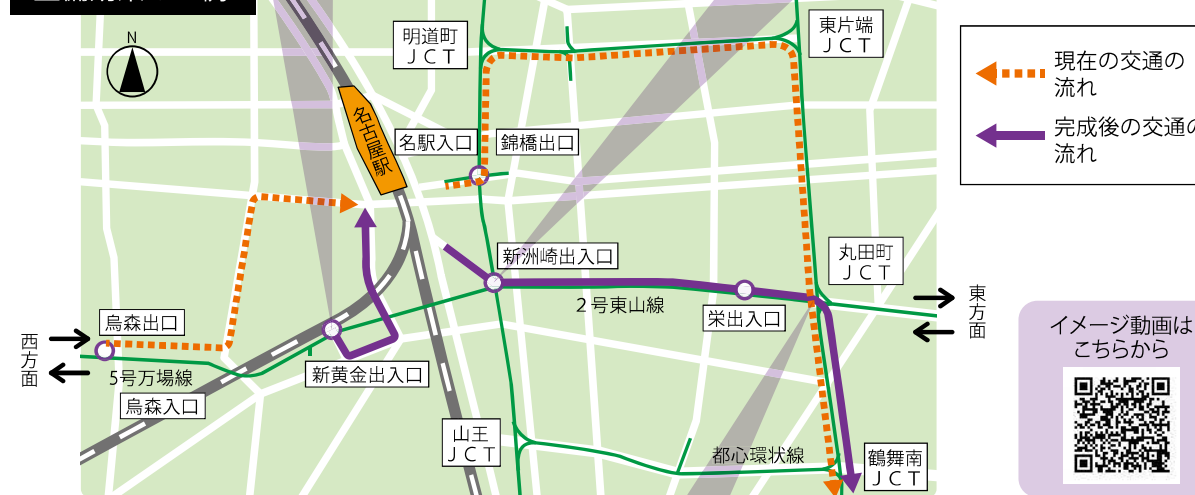 N
明道町
JCT
東片端
JCT
現在の交通の
流れ
完成後の交通の
流れ
名古屋駅
名駅入口
錦橋出口
新洲崎出入口
丸田町
JCT
2号東山線
栄出入口
東方面
西方面
烏森出口
5号万場線
烏森入口
新黄金出入口
山王
JCT
都心環状線
鶴舞南
JCT
イメージ動画は
こちらから